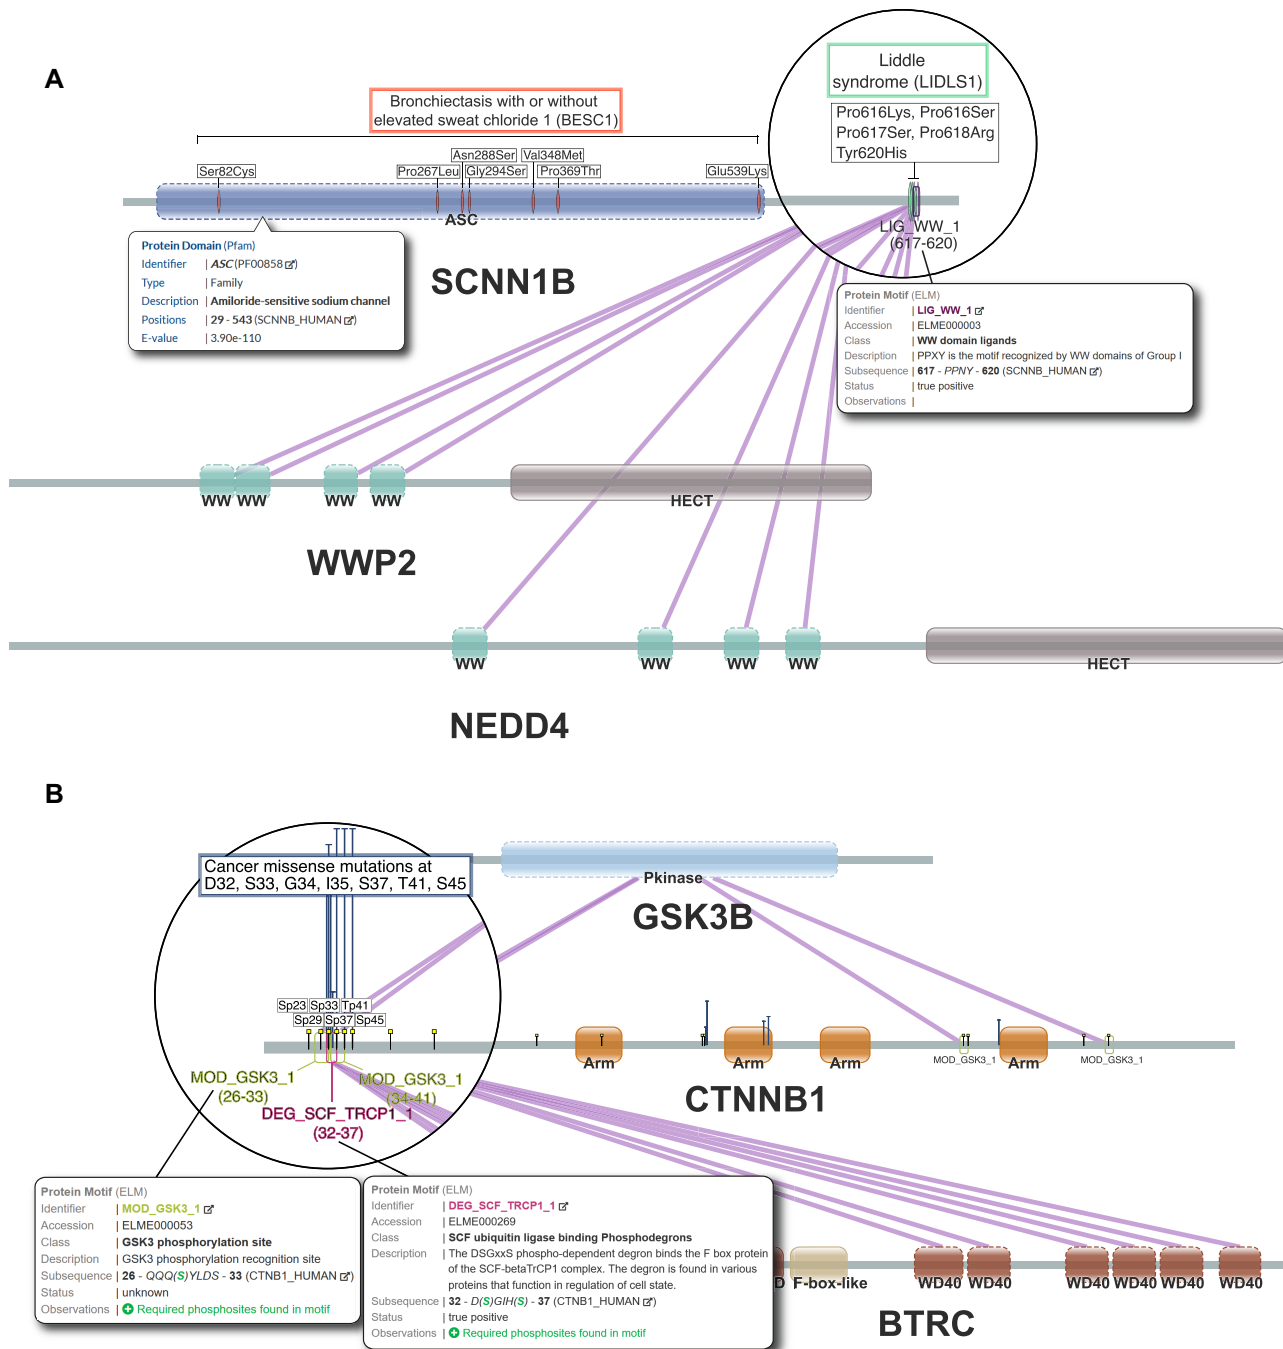 A
Liddle
syndrome (LIDLS1)
Bronchiectasis with or without
elevated sweat chloride 1 (BESC1)
Pro616Lys, Pro616Ser
Pro617Ser, Pro618Arg
Tyr620His
Asn288Ser Val348Met
Ser82Cys Pro267Leu Gly294Ser Pro369Thr Glu539Lys
ASC
LIG_WW_1
(617-620)
Protein Domain (Pfam)
Identifier | ASC (PF00858)
Type | Family
Description | Amiloride-sensitive sodium channel
Positions | 29 - 543 (SCNNB_HUMAN)
E-value | 3.90e-110
SCNN1B
Protein Motif (ELM)
Identifier | LIG_WW_1
Accession | ELME000003
Class | WW domain ligands
Description | PPXY is the motif recognized by WW domains of Group I
Subsequence | 617 - PPNY - 620 (SCNNB_HUMAN)
Status | true positive
Observations |
WW WW WW WW HECT
WWP2
WW WW WW WW HECT
NEDD4
B
Cancer missense mutations at
D32, S33, G34, I35, S37, T41, S45
Pkinase
GSK3B
Sp23 Sp33 Tp41
Sp29 Sp37 Sp45
Arm Arm Arm MOD_GSK3_1 Arm MOD_GSK3_1
MOD_GSK3_1
(26-33)
MOD_GSK3_1
(34-41)
DEG_SCF_TRCP1_1
(32-37)
CTNNB1
Protein Motif (ELM)
Identifier | MOD_GSK3_1
Accession | ELME000053
Class | GSK3 phosphorylation site
Description | GSK3 phosphorylation recognition site
Subsequence | 26 - QQQ(S)YLDS - 33 (CTNB1_HUMAN)
Status | unknown
Observations | Required phosphosites found in motif
Protein Motif (ELM)
Identifier | DEG_SCF_TRCP1_1
Accession | ELME000269
Class | SCF ubiquitin ligase binding Phosphodegrons
Description | The DSGxxS phospho-dependent degron binds the F box protein
of the SCF-betaTrCP1 complex. The degron is found in various
proteins that function in regulation of cell state.
Subsequence | 32 - D(S)GIH(S) - 37 (CTNB1_HUMAN)
Status | true positive
Observations | Required phosphosites found in motif
D F-box-like WD40 WD40 WD40 WD40 WD40 WD40
BTRC